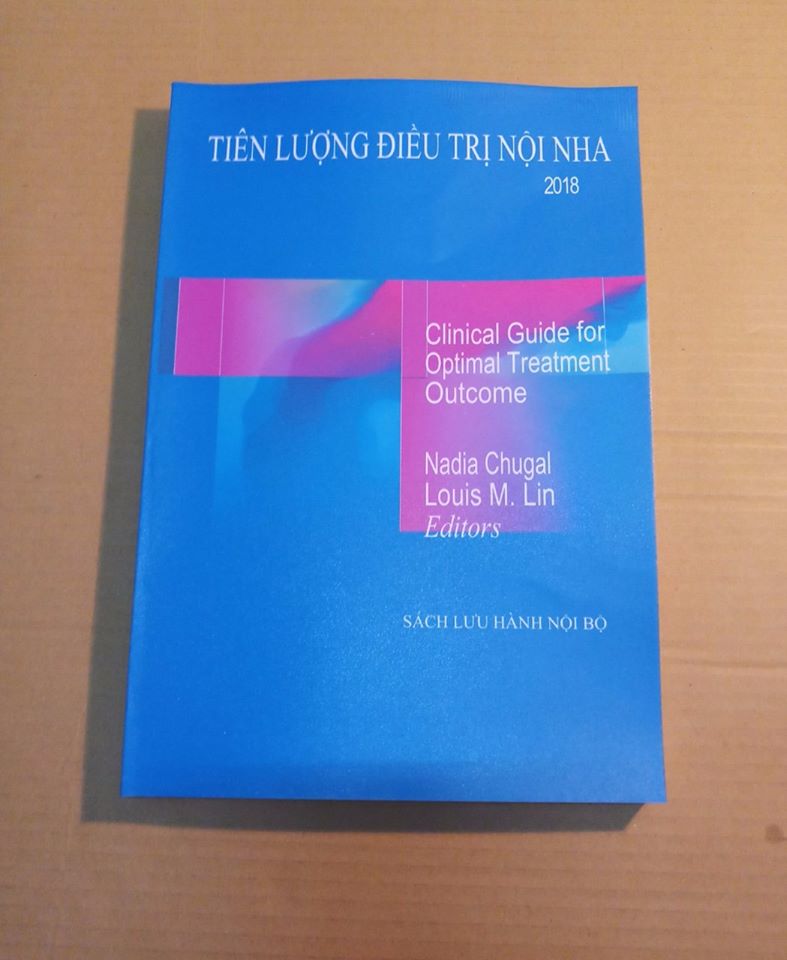 TIÊN LƯỢNG ĐIỀU TRỊ NỘI NHA
2018
Clinical Guide for
Optimal Treatment
Outcome
Nadia Chugal
Louis M. Lin
Editors
SÁCH LƯU HÀNH NỘI BỘ